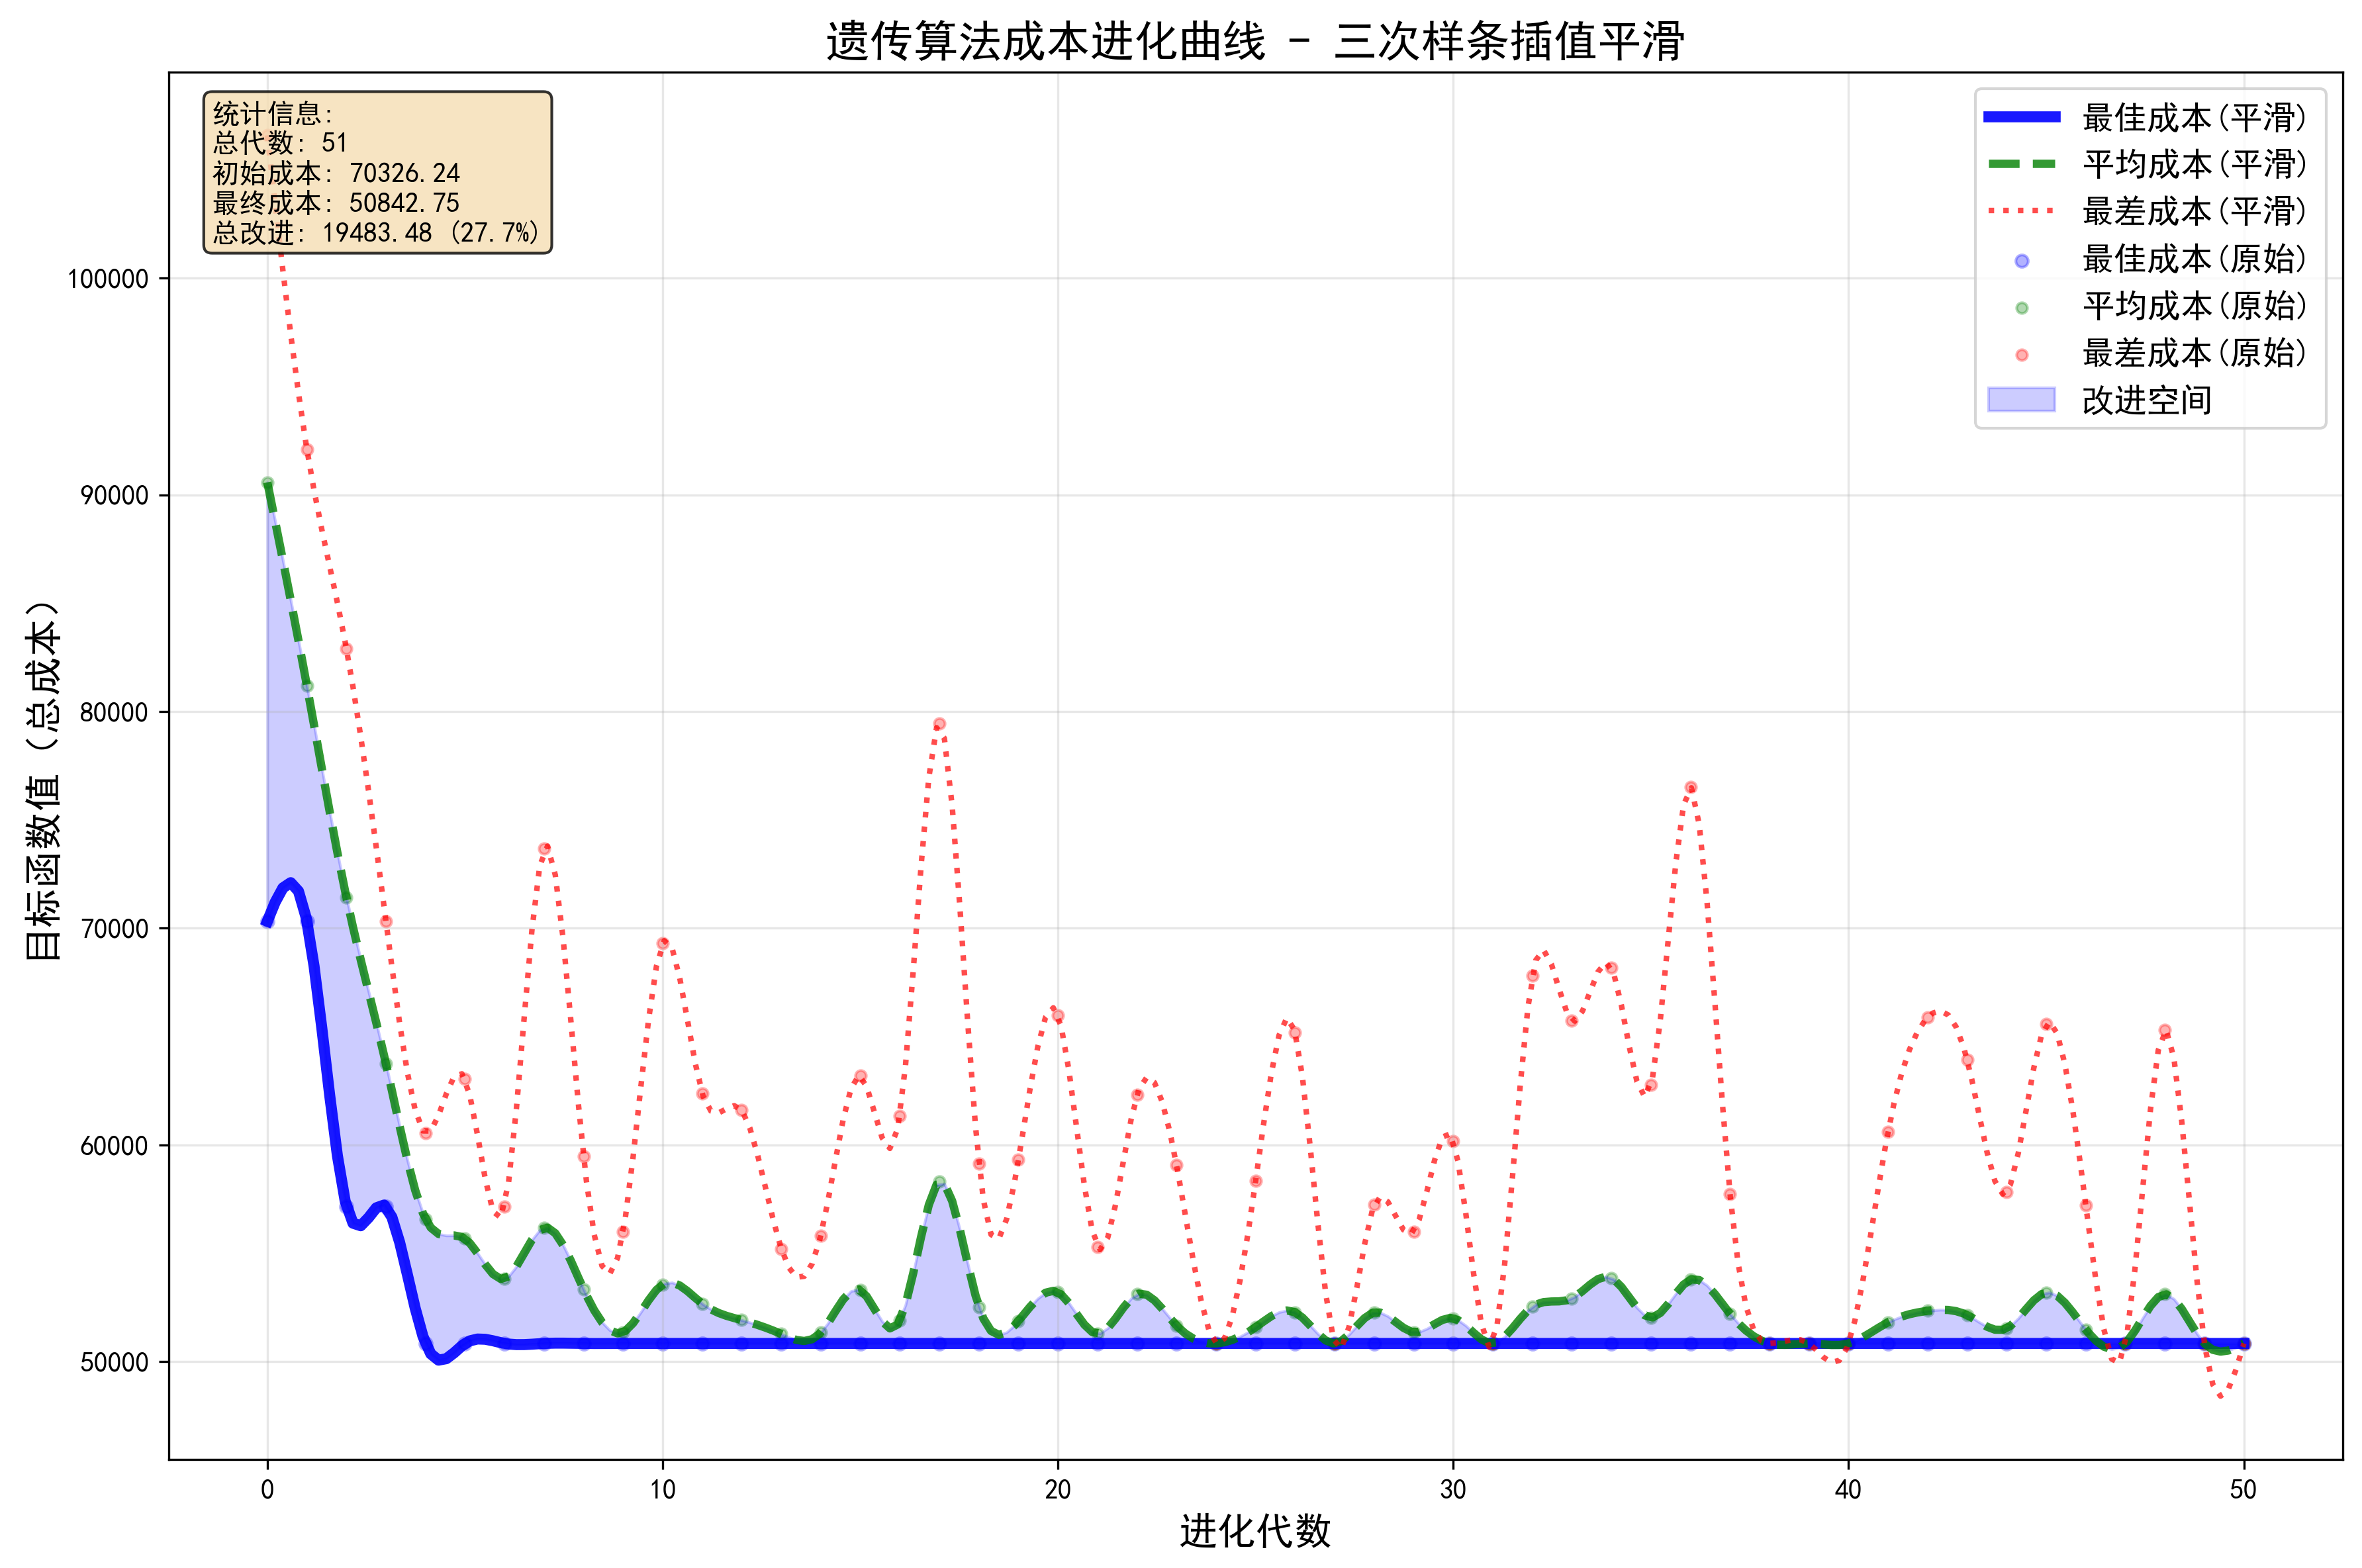 遗传算法成本进化曲线 - 三次样条插值平滑
统计信息:
总代数: 51
初始成本: 70326.24
最终成本: 50842.75
总改进: 19483.48 (27.7%)
最佳成本(平滑)
平均成本(平滑)
最差成本(平滑)
最佳成本(原始)
平均成本(原始)
最差成本(原始)
改进空间
目标函数值（总成本）
100000
90000
80000
70000
60000
50000
0
10
20
30
40
50
进化代数